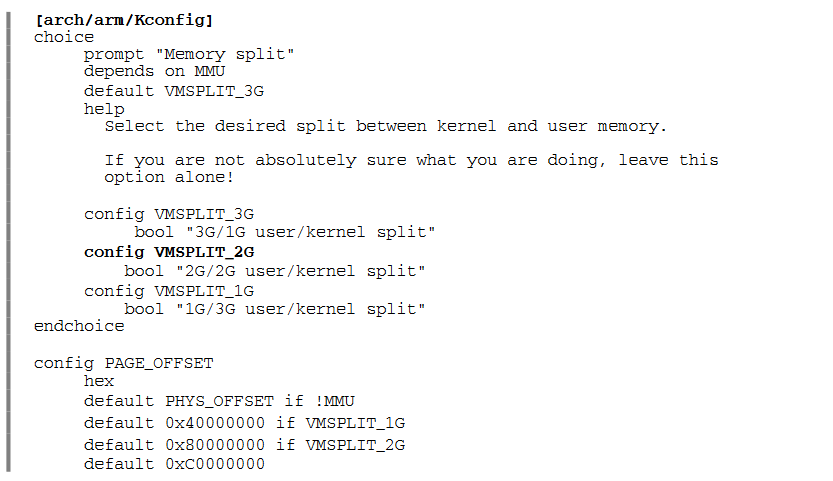 [arch/arm/Kconfig]
choice
prompt "Memory split"
depends on MMU
default VMSPLIT_3G
help
Select the desired split between kernel and user memory.
If you are not absolutely sure what you are doing, leave this
option alone!
config VMSPLIT_3G
bool "3G/1G user/kernel split"
config VMSPLIT_2G
bool "2G/2G user/kernel split"
config VMSPLIT_1G
bool "1G/3G user/kernel split"
endchoice
config PAGE_OFFSET
hex
default PHYS_OFFSET if !MMU
default 0x40000000 if VMSPLIT_1G
default 0x80000000 if VMSPLIT_2G
default 0xC0000000